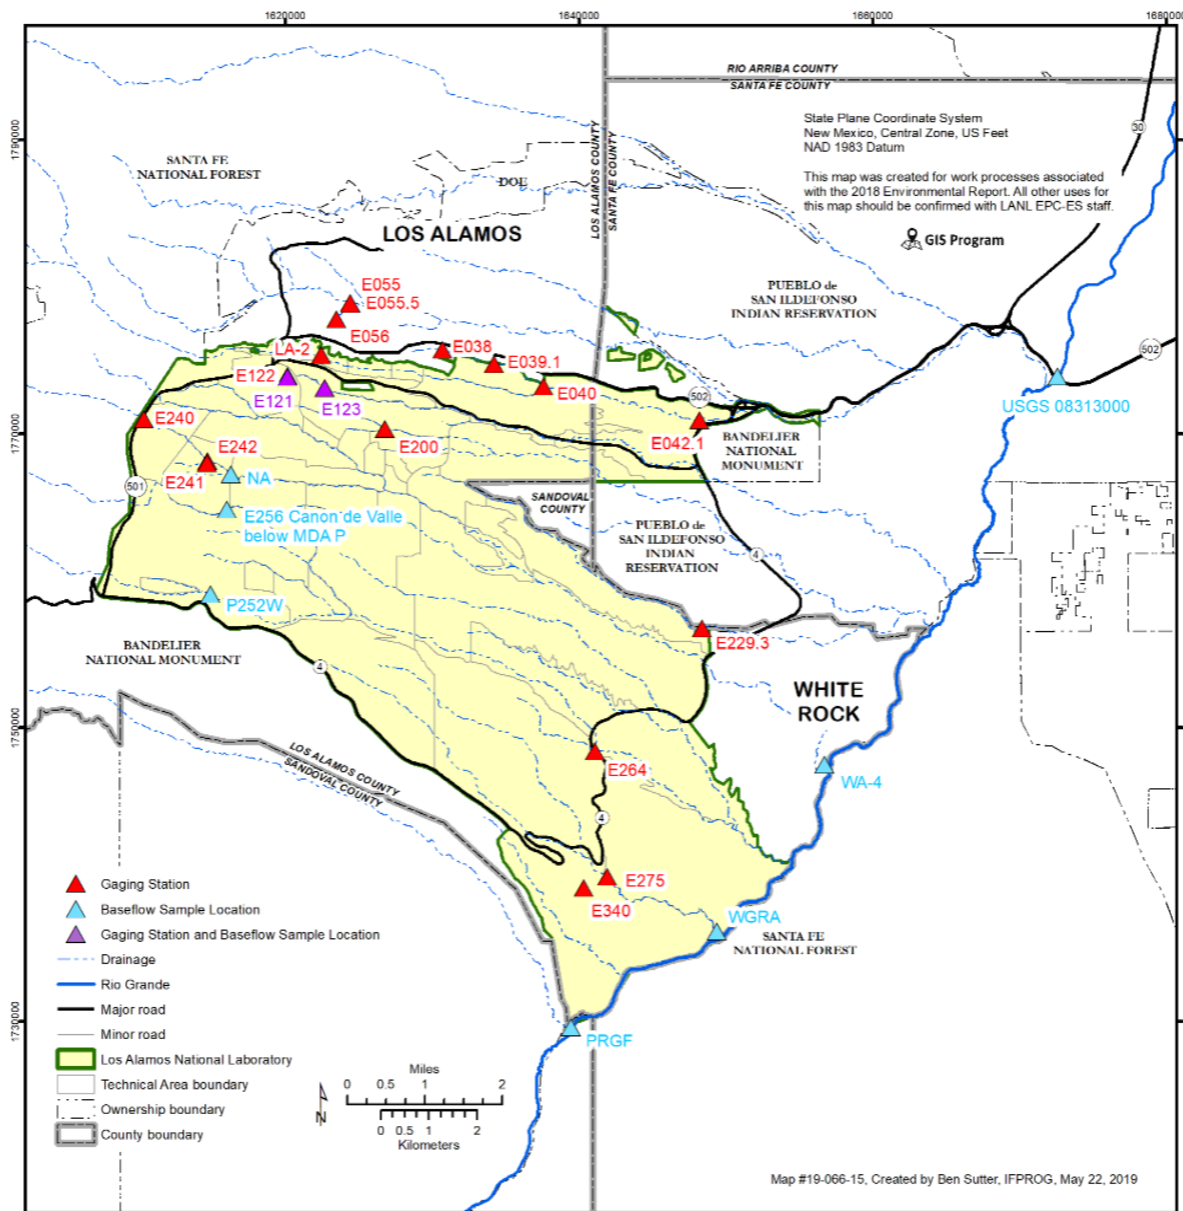 1620000
1640000
1660000
1680000
RIO ARRIBA COUNTY
SANTA FE COUNTY
State Plane Coordinate System
New Mexico, Central Zone, US Feet
NAD 1983 Datum
This map was created for work processes associated
with the 2018 Environmental Report. All other uses for
this map should be confirmed with LANL EPC-ES staff.
GIS Program
30
1790000
SANTA FE
NATIONAL FOREST
DOE
LOS ALAMOS COUNTY
SANTA FE COUNTY
LOS ALAMOS
PUEBLO de
SAN ILDEFONSO
INDIAN RESERVATION
E055
E055.5
E056
LA-2
E038
E039.1
E040
502
502
E122
E121
E123
USGS 08313000
E240
E242
E241
E200
E042.1
1770000
BANDELIER
NATIONAL
MONUMENT
NA
501
E256 Canon de Valle
below MDA P
SANDOVAL
COUNTY
PUEBLO de
SAN ILDEFONSO
INDIAN
RESERVATION
4
P252W
E229.3
BANDELIER
NATIONAL MONUMENT
4
WHITE
ROCK
1750000
LOS ALAMOS COUNTY
SANDOVAL COUNTY
E264
WA-4
4
E275
E340
WGRA
SANTA FE
NATIONAL FOREST
1730000
PRGF
Gaging Station
Baseflow Sample Location
Gaging Station and Baseflow Sample Location
Drainage
Rio Grande
Major road
Minor road
Los Alamos National Laboratory
Technical Area boundary
Ownership boundary
County boundary
N
Miles
0 0.5 1 2
0 0.5 1 2
Kilometers
Map #19-066-15, Created by Ben Sutter, IFPROG, May 22, 2019